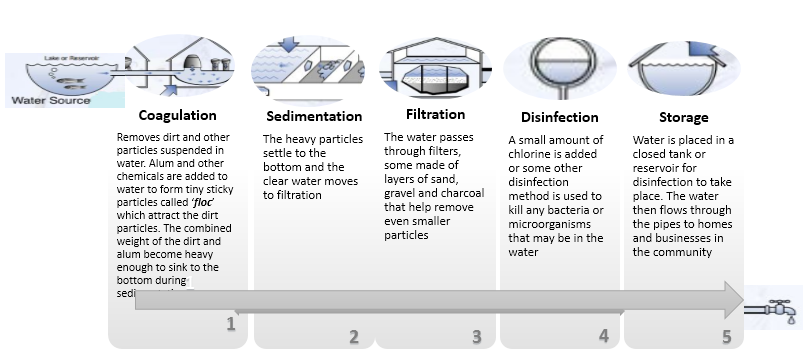 Lake or Reservoir
Water Source
Coagulation
Removes dirt and other
particles suspended in
water. Alum and other
chemicals are added to
water to form tiny sticky
particles called 'floc'
which attract the dirt
particles. The combined
weight of the dirt and
alum become heavy
enough to sink to the
bottom during
1
Sedimentation
The heavy particles
settle to the
bottom and the
clear water moves
to filtration
2
Filtration
The water passes
through filters,
some made of
layers of sand,
gravel and charcoal
that help remove
even smaller
particles
3
Disinfection
A small amount of
chlorine is added
or some other
disinfection
method is used to
kill any bacteria or
microorganisms
that may be in the
water
4
Storage
Water is placed in a
closed tank or
reservoir for
disinfection to take
place. The water
then flows through
the pipes to homes
and businesses in
the community
5